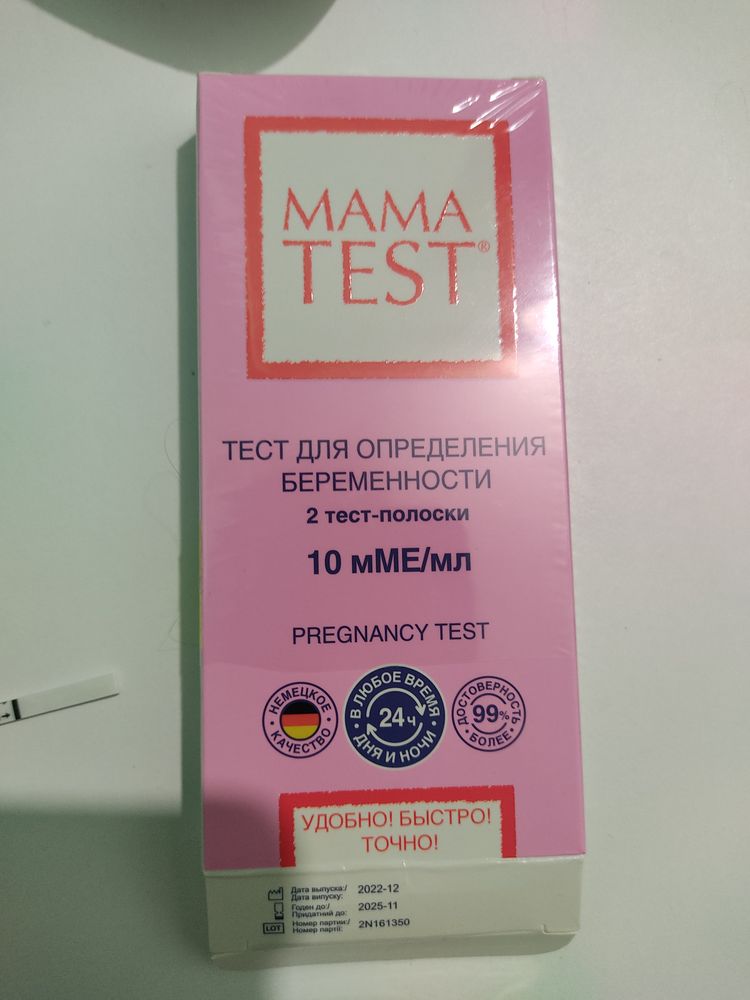 MAMA
TEST®
ТЕСТ ДЛЯ ОПРЕДЕЛЕНИЯ
БЕРЕМЕННОСТИ
2 тест-полоски
10 мМЕ/мл
PREGNANCY TEST
НЕМЕЦКОЕ
КАЧЕСТВО
В ЛЮБОЕ ВРЕМЯ
24ч
ДНЯ И НОЧИ
ДОСТОВЕРНОСТЬ
99%
БОЛЕЕ
УДОБНО! БЫСТРО!
ТОЧНО!
Дата выпуска:/ 2022-12
Дата випуску:
Годен до:/ 2025-11
Придатний до:
LOT Номер партии:/ 2N161350
Номер партії: